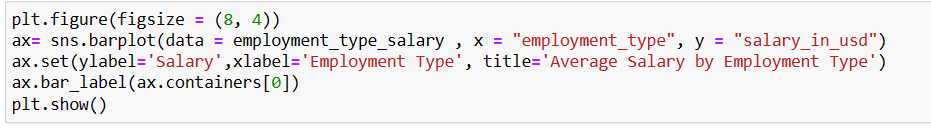 plt.figure(figsize = (8, 4))
ax= sns.barplot(data = employment_type_salary , x = "employment_type", y = "salary_in_usd")
ax.set(ylabel='Salary',xlabel='Employment Type', title='Average Salary by Employment Type')
ax.bar_label(ax.containers[0])
plt.show()